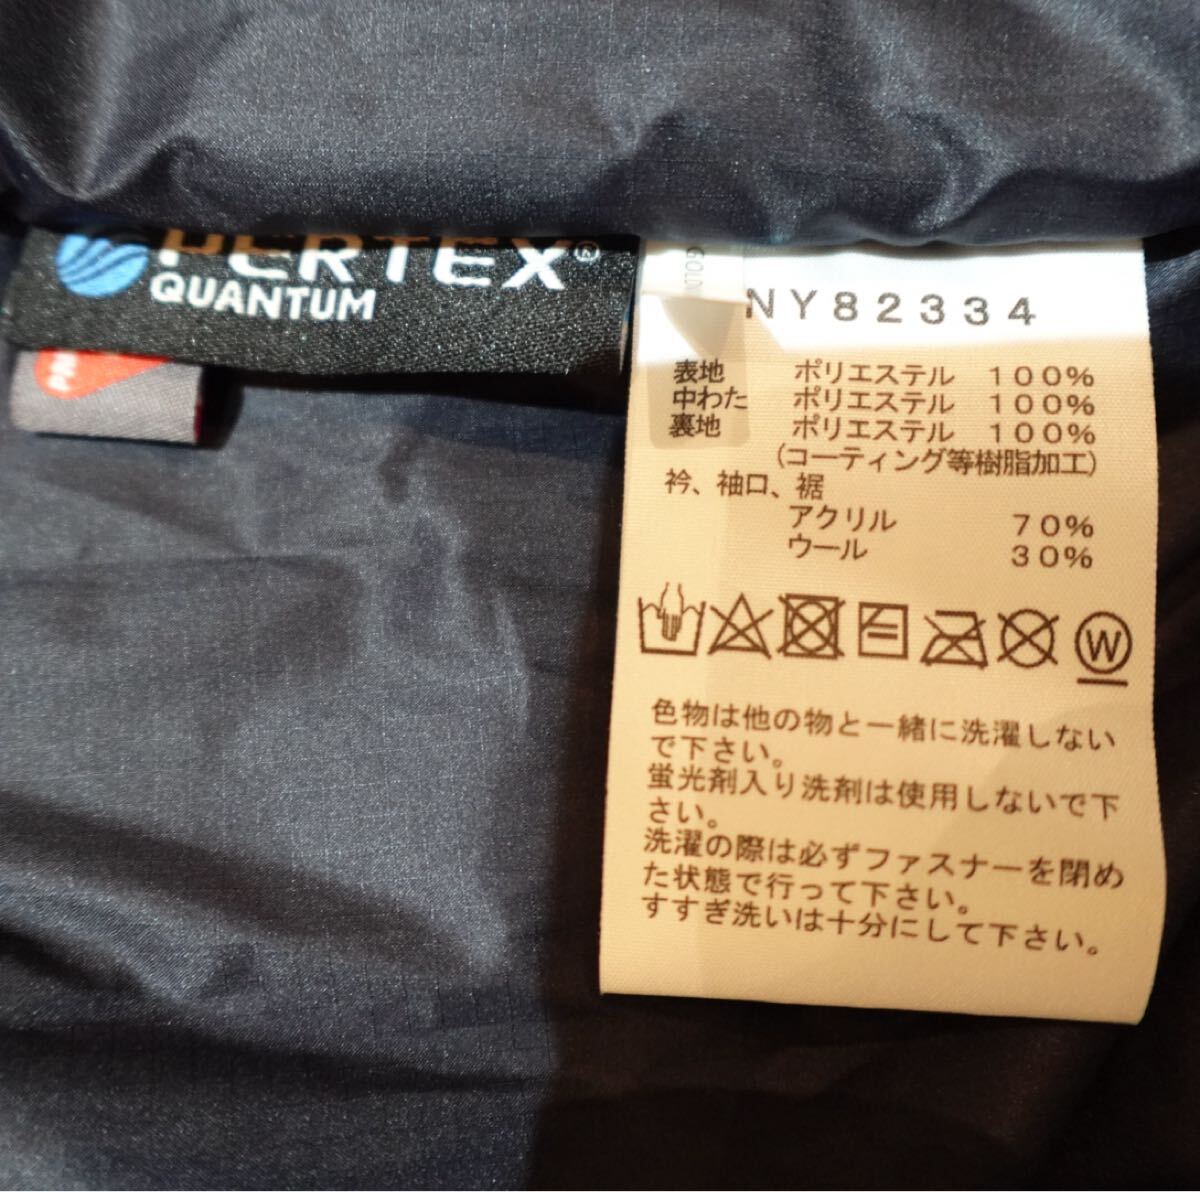 PERTEX®
QUANTUM
GOLD
NY82334
表地 ポリエステル 100%
中わた ポリエステル 100%
裏地 ポリエステル 100%
(コーティング等樹脂加工)
衿、袖口、裾
アクリル 70%
ウール 30%
W
色物は他の物と一緒に洗濯しない
で下さい。
蛍光剤入り洗剤は使用しないで下
さい。
洗濯の際は必ずファスナーを閉め
た状態で行って下さい。
すすぎ洗いは十分にして下さい。